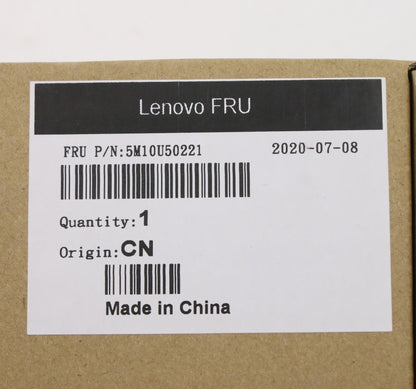 Lenovo FRU
FRU P/N:5M10U50221 2020-07-08
Quantity:1
Origin:CN
Made in China